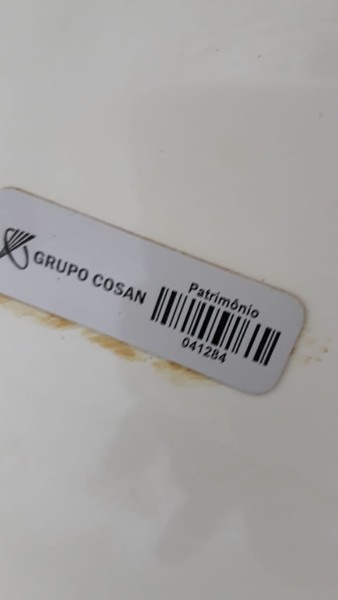 GRUPO COSAN
Patrimônio
041284